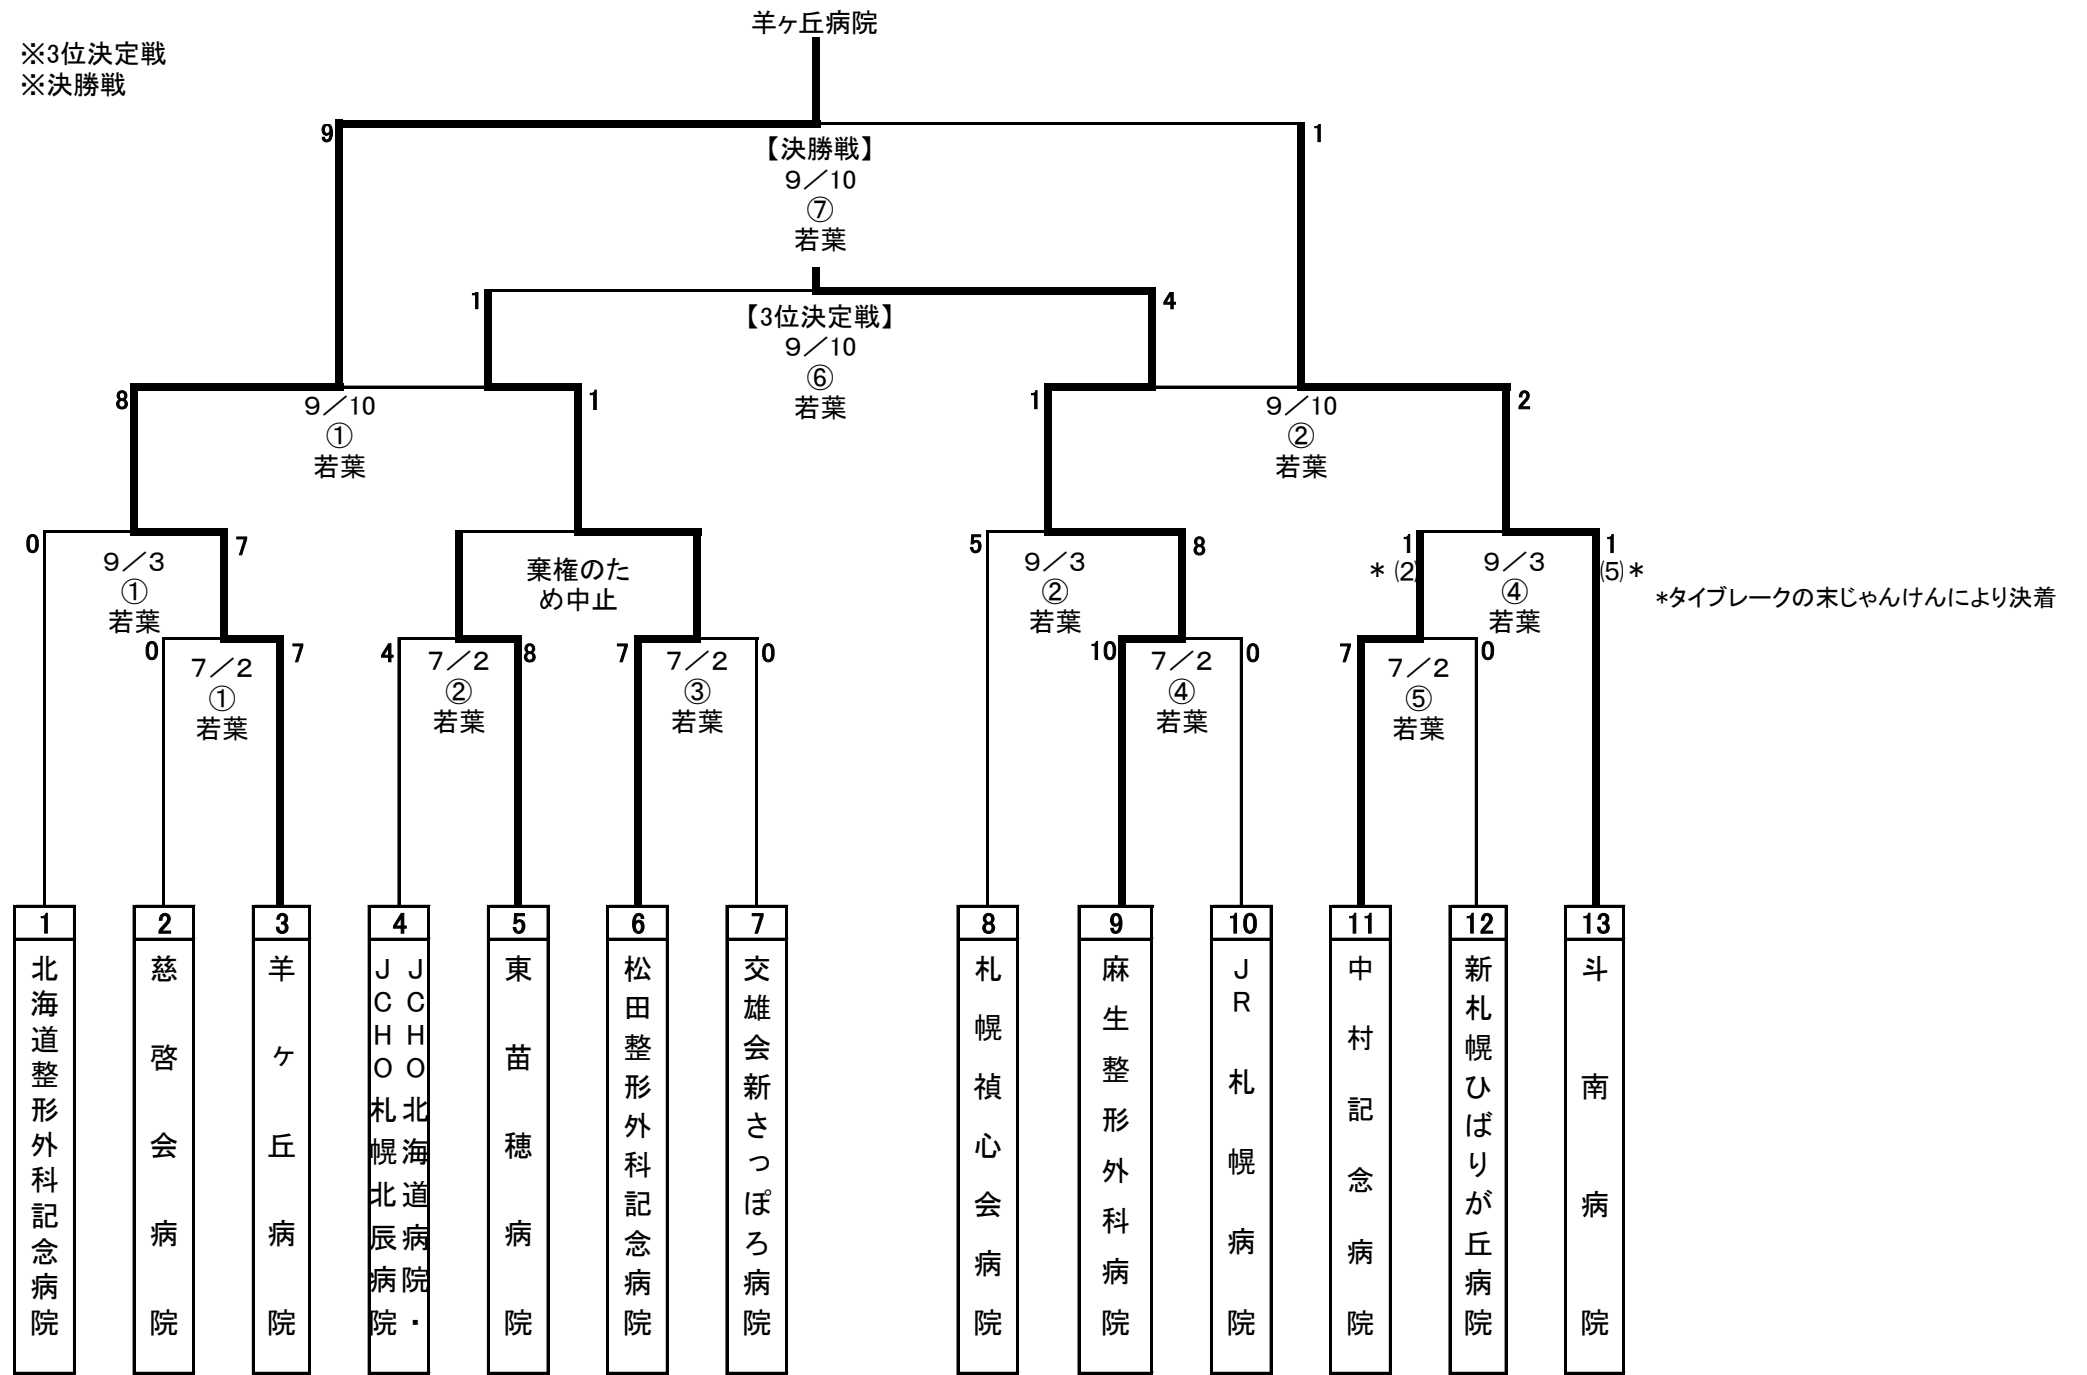 羊ヶ丘病院
※3位決定戦
※決勝戦
9
1
【決勝戦】
９／10
⑦
若葉
1
4
【3位決定戦】
９／10
⑥
若葉
8
1
９／10
①
若葉
1
2
９／10
②
若葉
0
7
９／３
①
若葉
棄権のた
め中止
5
8
９／３
②
若葉
1
＊(2)
1
(5)＊
９／３
④
若葉
＊タイブレークの末じゃんけんにより決着
0
7
７／２
①
若葉
4
8
７／２
②
若葉
7
0
７／２
③
若葉
10
0
７／２
④
若葉
7
0
７／２
⑤
若葉
1
北海道整形外科記念病院
2
慈啓会病院
3
羊ヶ丘病院
4
ＪＣＨＯ北海道病院・
ＪＣＨＯ札幌北辰病院
5
東苗穂病院
6
松田整形外科記念病院
7
交雄会新さっぽろ病院
8
札幌禎心会病院
9
麻生整形外科病院
10
ＪＲ札幌病院
11
中村記念病院
12
新札幌ひばりが丘病院
13
斗南病院